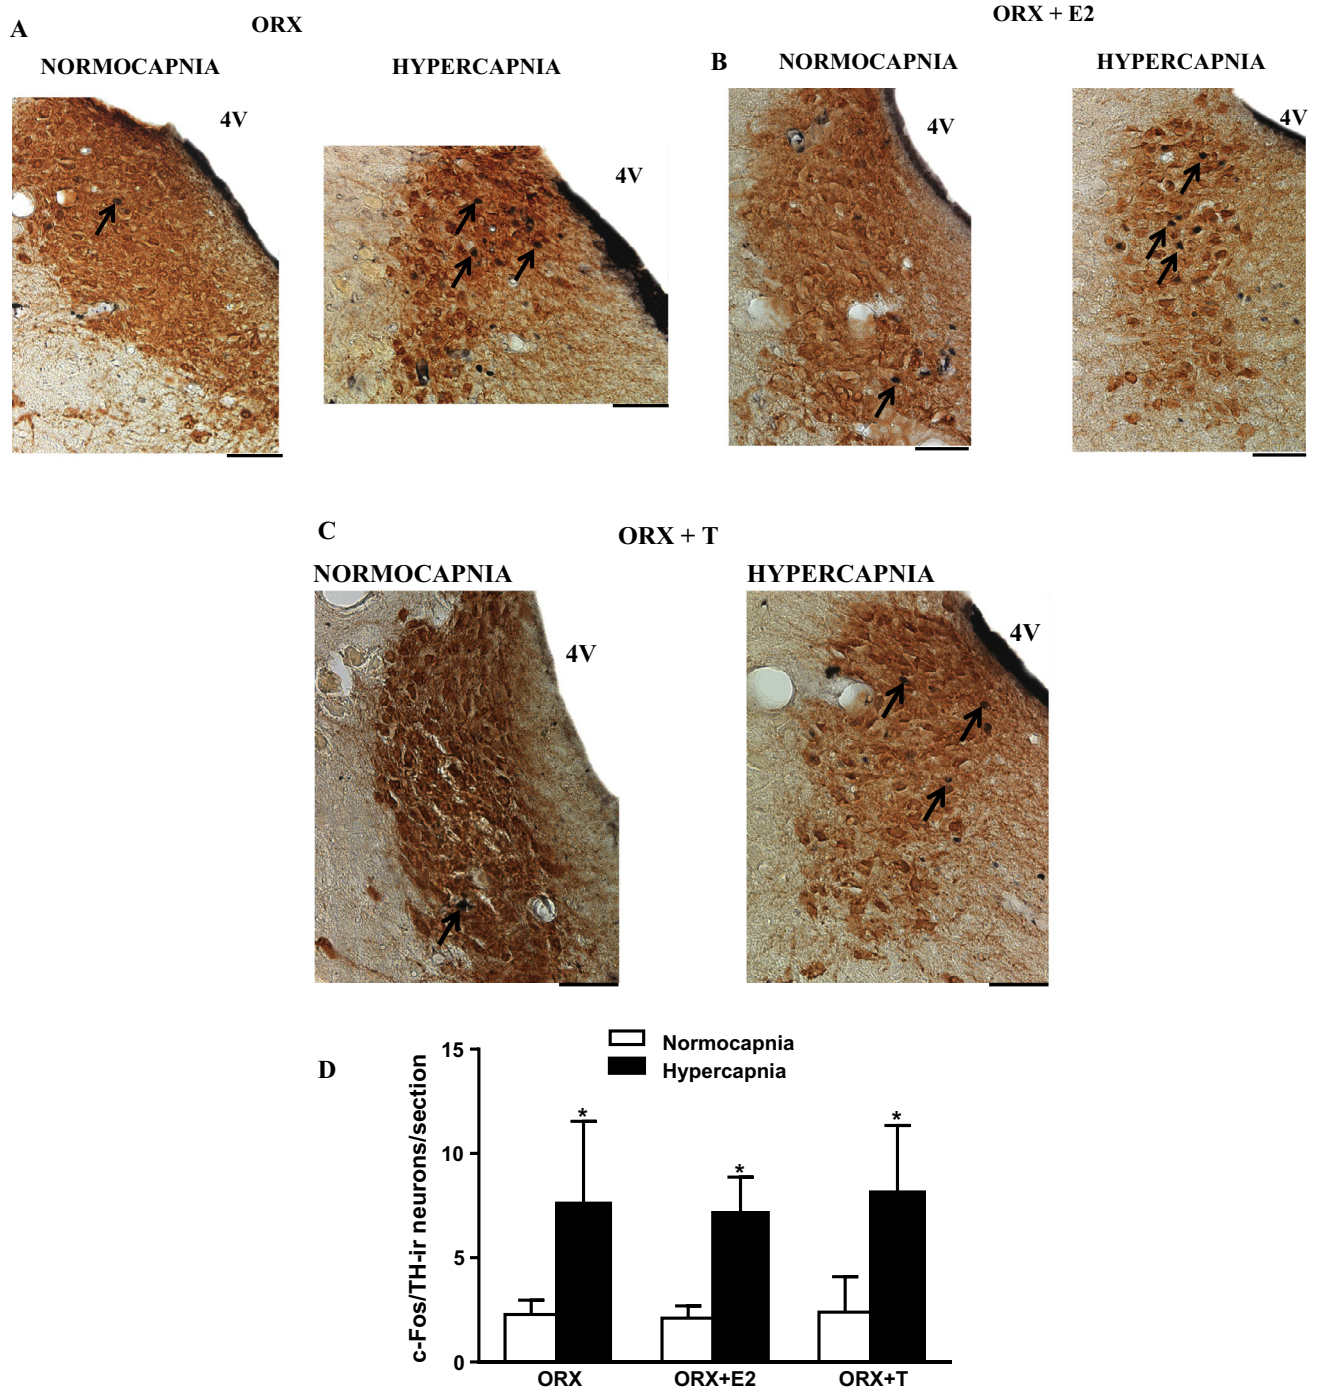 A
ORX
NORMOCAPNIA
HYPERCAPNIA
4V
4V
ORX + E2
B
NORMOCAPNIA
HYPERCAPNIA
4V
4V
C
ORX + T
NORMOCAPNIA
HYPERCAPNIA
4V
4V
D
Normocapnia
Hypercapnia
c-Fos/TH-ir neurons/section
15
10
5
0
*
*
*
ORX
ORX+E2
ORX+T